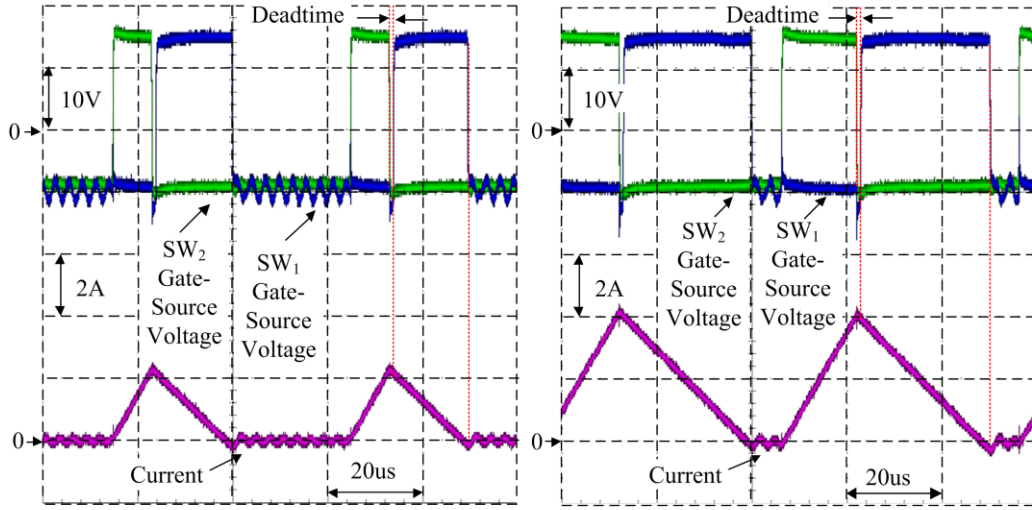 Deadtime
10V
0
SW2
Gate-
Source
Voltage
SW1
Gate-
Source
Voltage
2A
0
Current
20us
Deadtime
10V
0
SW2
Gate-
Source
Voltage
SW1
Gate-
Source
Voltage
2A
0
Current
20us